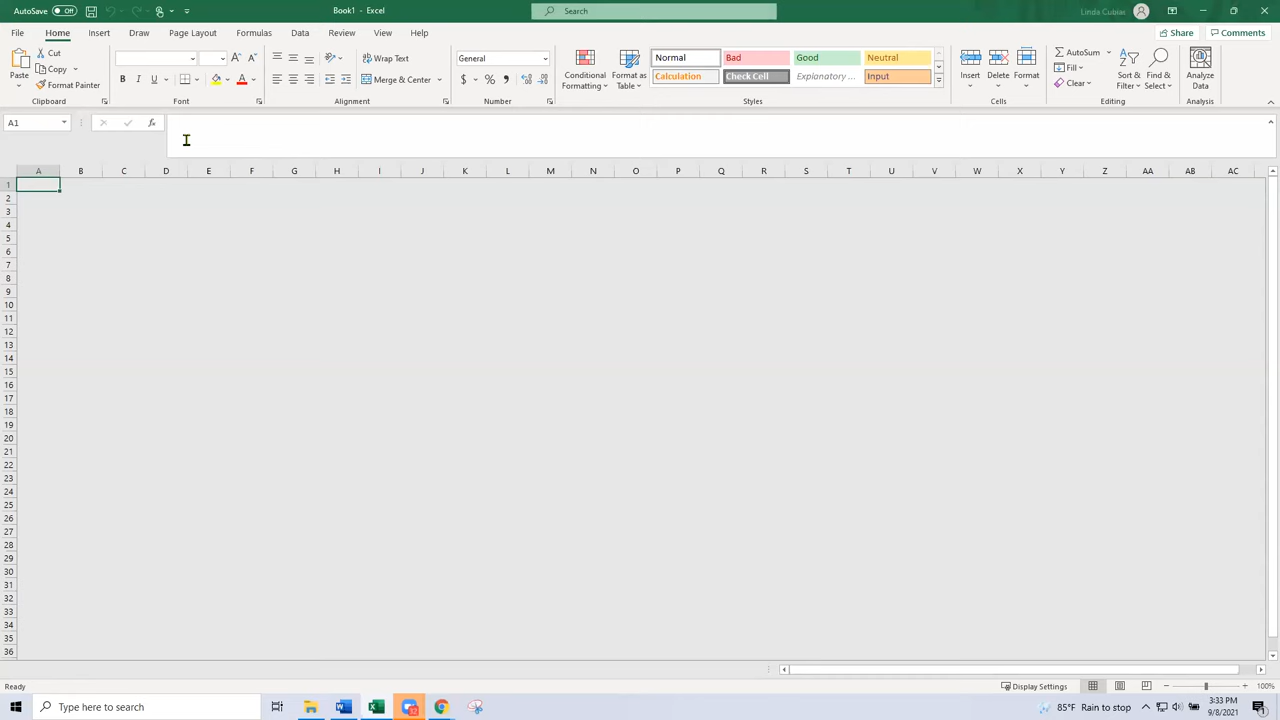 AutoSave Off Book1 - Excel Search Linda Cubias
File Home Insert Draw Page Layout Formulas Data Review View Help Share Comments
Paste Cut Copy Format Painter Clipboard
B I U A A A Font
Wrap Text Merge & Center Alignment
General $ % , Number
Conditional Formatting Format as Table
Normal Bad Good Neutral
Calculation Check Cell Explanatory ... Input
Styles
Insert Delete Format Cells
AutoSum Fill Clear Sort & Filter Find & Select Editing
Analyze Data Analysis
A1 fx
A B C D E F G H I J K L M N O P Q R S T U V W X Y Z AA AB AC
1
2
3
4
5
6
7
8
9
10
11
12
13
14
15
16
17
18
19
20
21
22
23
24
25
26
27
28
29
30
31
32
33
34
35
36
Ready Display Settings 100%
Type here to search 85°F Rain to stop 3:33 PM
9/8/2021